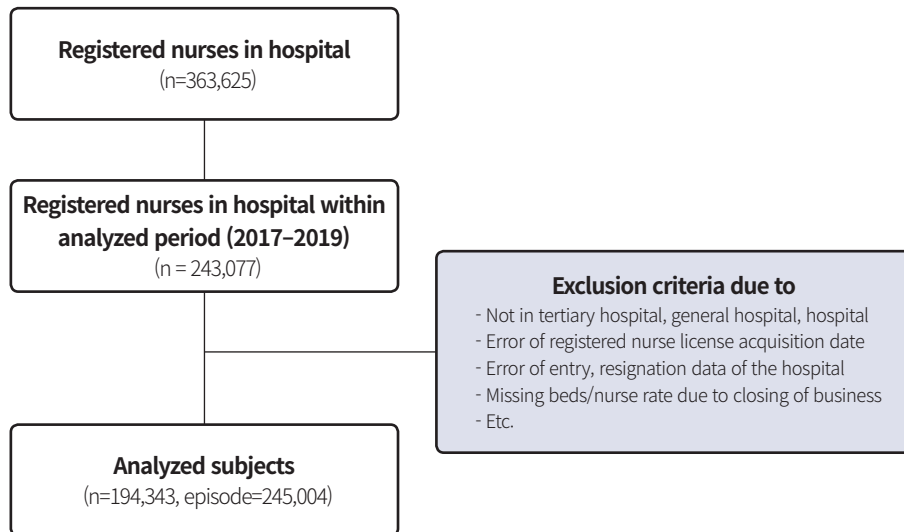 Registered nurses in hospital
(n=363,625)
Registered nurses in hospital within
analyzed period (2017–2019)
(n = 243,077)
Exclusion criteria due to
- Not in tertiary hospital, general hospital, hospital
- Error of registered nurse license acquisition date
- Error of entry, resignation data of the hospital
- Missing beds/nurse rate due to closing of business
- Etc.
Analyzed subjects
(n=194,343, episode=245,004)